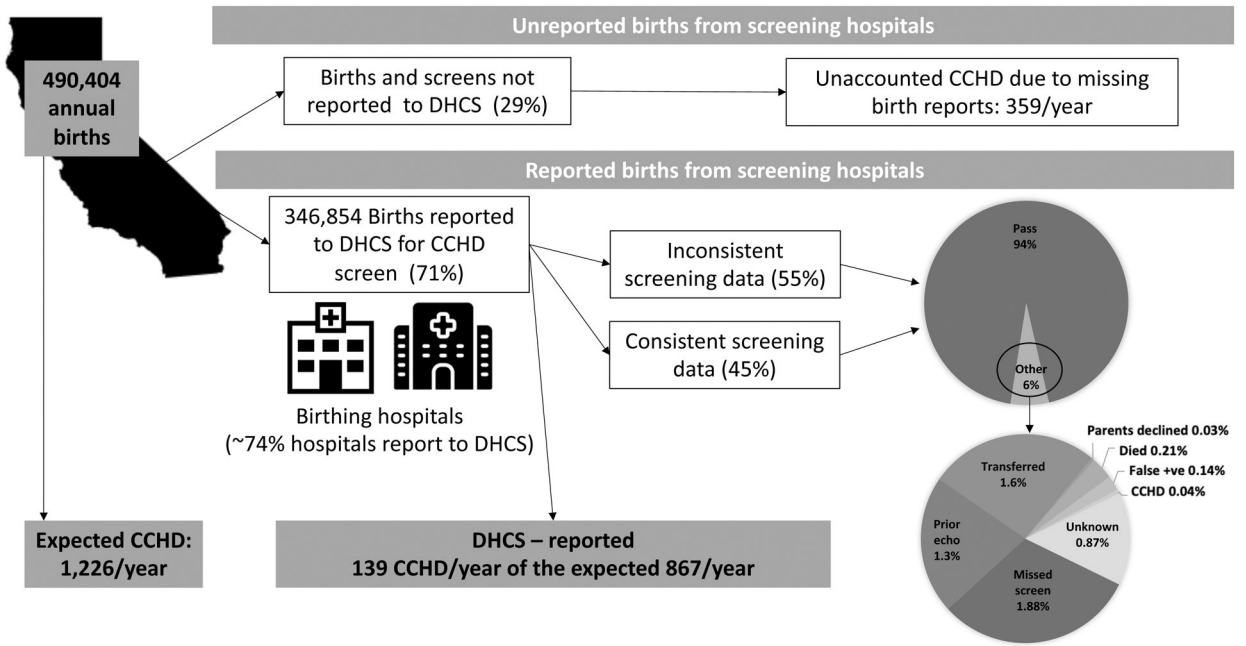 Unreported births from screening hospitals
490,404
annual
births
Births and screens not
reported to DHCS (29%)
Unaccounted CCHD due to missing
birth reports: 359/year
Reported births from screening hospitals
346,854 Births reported
to DHCS for CCHD
screen (71%)
Inconsistent
screening data (55%)
Consistent screening
data (45%)
Pass
94%
Other
6%
Birthing hospitals
(~74% hospitals report to DHCS)
Parents declined 0.03%
Died 0.21%
False +ve 0.14%
CCHD 0.04%
Transferred
1.6%
Unknown
0.87%
Prior
echo
1.3%
Missed
screen
1.88%
Expected CCHD:
1,226/year
DHCS – reported
139 CCHD/year of the expected 867/year